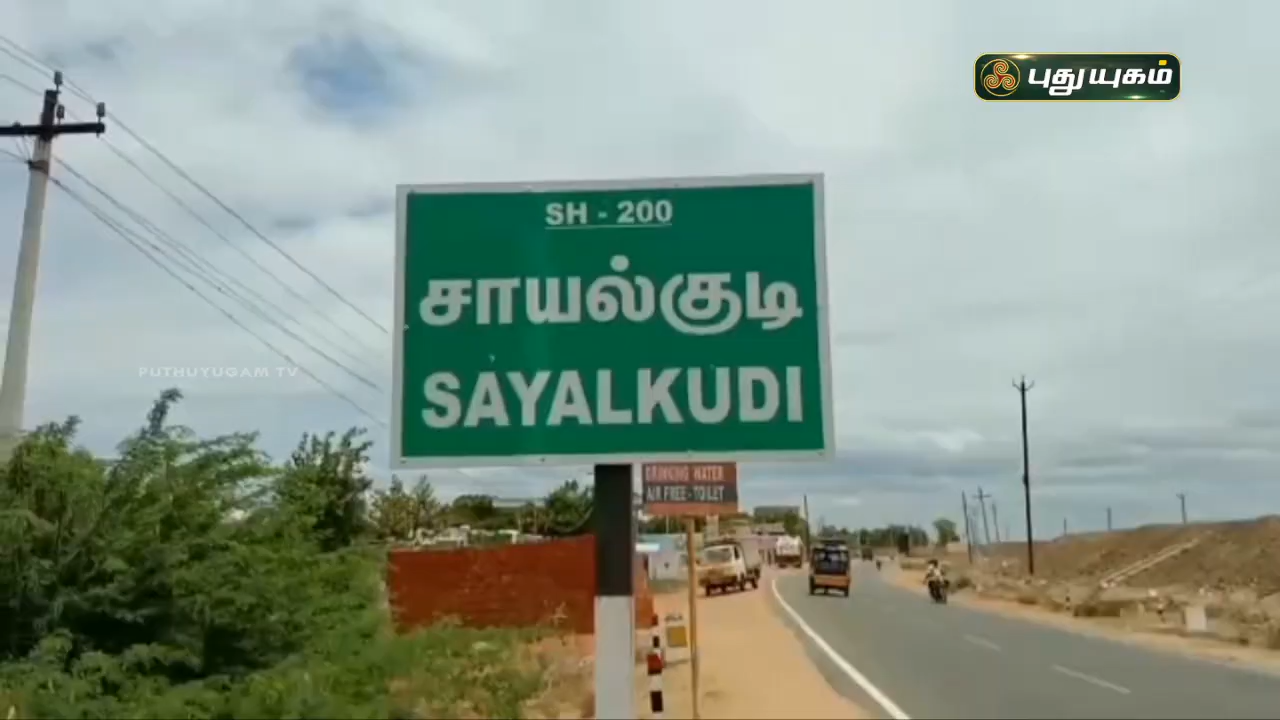 புதுயுகம்
SH - 200
சாயல்குடி
PUTHUYUGAM TV
SAYALKUDI
DRINKING WATER
AIR FREE - TOILET